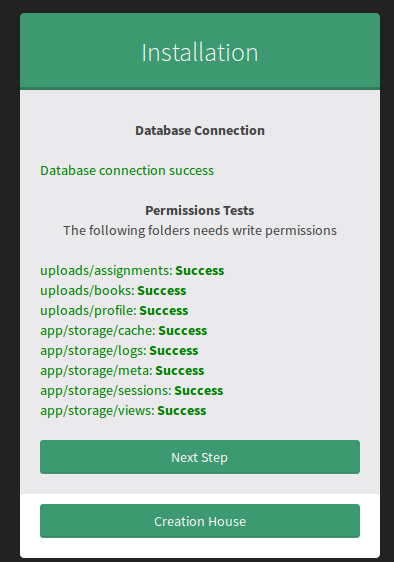 Installation
Database Connection
Database connection success
Permissions Tests
The following folders needs write permissions
uploads/assignments: Success
uploads/books: Success
uploads/profile: Success
app/storage/cache: Success
app/storage/logs: Success
app/storage/meta: Success
app/storage/sessions: Success
app/storage/views: Success
Next Step
Creation House